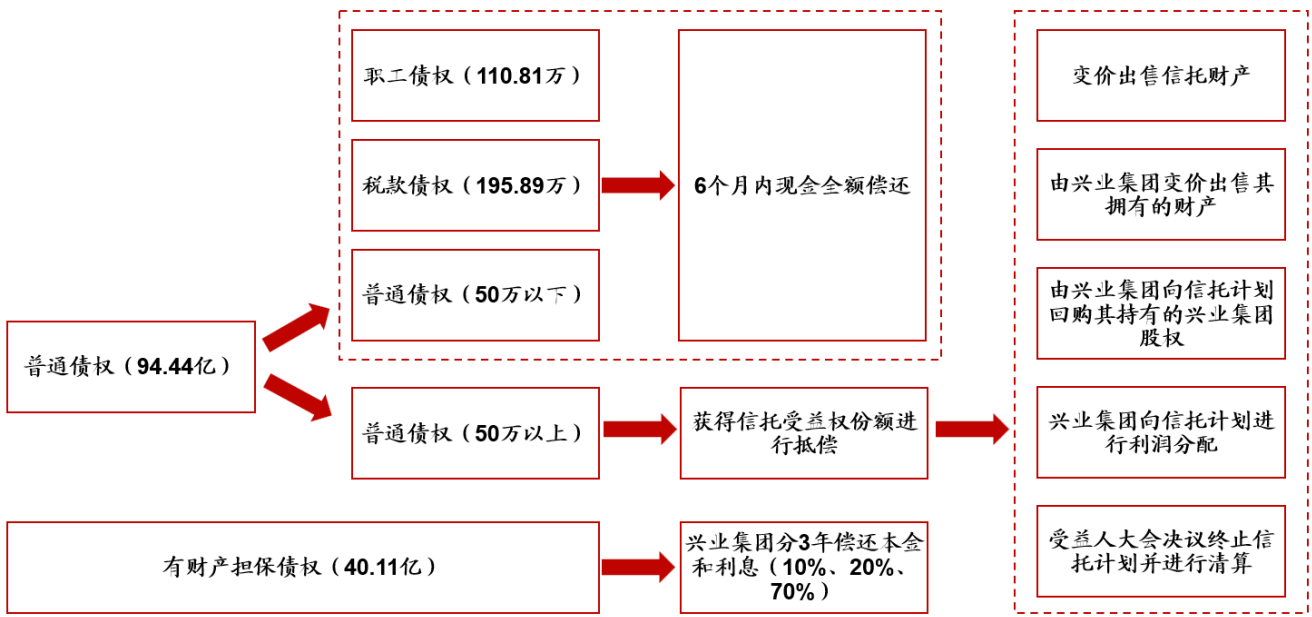 职工债权（110.81万）
税款债权（195.89万）
普通债权（50万以下）
6个月内现金全额偿还
普通债权（94.44亿）
普通债权（50万以上）
获得信托受益权份额进
行抵偿
有财产担保债权（40.11亿）
兴业集团分3年偿还本金
和利息（10%、20%、
70%）
变价出售信托财产
由兴业集团变价出售其
拥有的财产
由兴业集团向信托计划
回购其持有的兴业集团
股权
兴业集团向信托计划进
行利润分配
受益人大会决议终止信
托计划并进行清算